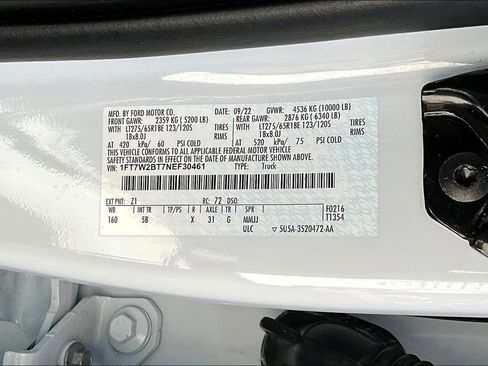 MFD. BY FORD MOTOR CO. 09/22 GVWR: 4536 KG (10000 LB)
FRONT GAWR: 2359 KG (5200 LB) REAR GAWR: 2876 KG (6340 LB)
WITH LT275/65R18E 123/120S TIRES WITH LT275/65R18E 123/120S TIRES
18x8.0J RIMS 18x8.0J RIMS
AT 420 kPa/ 60 PSI COLD AT 520 kPa/ 75 PSI COLD
THIS VEHICLE CONFORMS TO ALL APPLICABLE FEDERAL MOTOR VEHICLE
SAFETY STANDARDS IN EFFECT ON THE DATE OF MANUFACTURE SHOWN ABOVE.
VIN: 1FT7W2BT7NEF30461 TYPE: Truck
EXT PNT: Z1 RC: 72 DSO: F0216
WB INT TR TP/PS R AXLE TR SPR T1354
160 5B X 31 G MMJJ
ULC 5U5A-3520472-AA